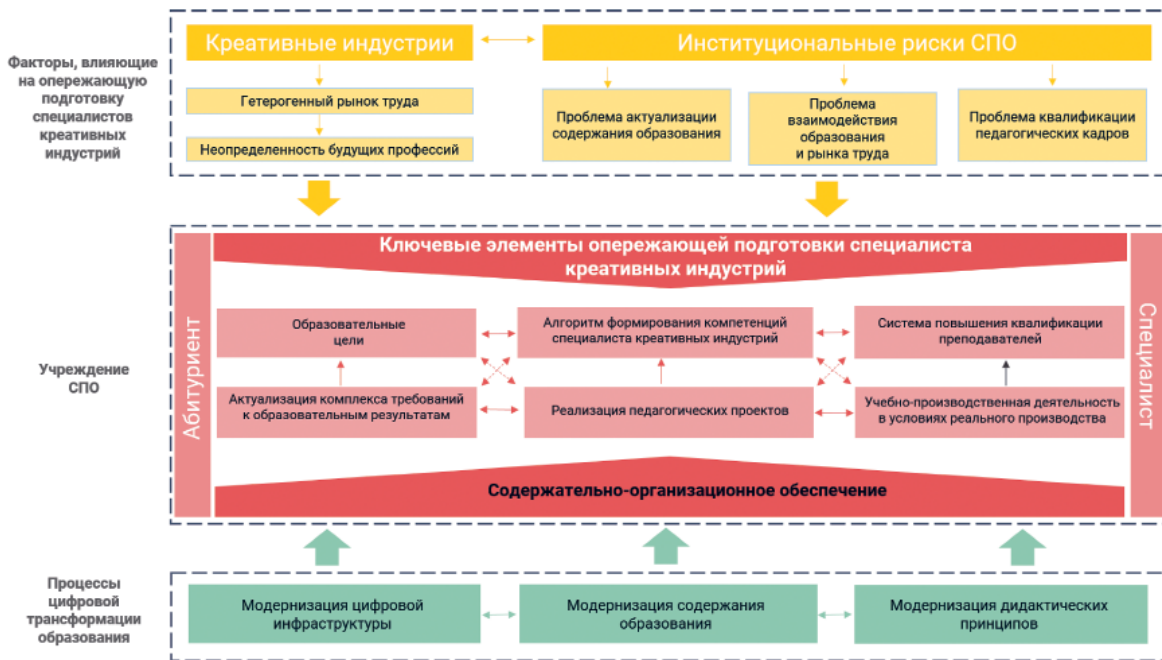 Факторы, влияющие
на опережающую
подготовку
специалистов
креативных
индустрий
Креативные индустрии
Институциональные риски СПО
Гетерогенный рынок труда
Неопределенность будущих профессий
Проблема актуализации
содержания образования
Проблема
взаимодействия
образования
и рынка труда
Проблема квалификации
педагогических кадров
Учреждение
СПО
Абитуриент
Ключевые элементы опережающей подготовки специалиста
креативных индустрий
Образовательные
цели
Алгоритм формирования компетенций
специалиста креативных индустрий
Система повышения квалификации
преподавателей
Актуализация комплекса требований
к образовательным результатам
Реализация педагогических проектов
Учебно-производственная деятельность
в условиях реального производства
Содержательно-организационное обеспечение
Специалист
Процессы
цифровой
трансформации
образования
Модернизация цифровой
инфраструктуры
Модернизация содержания
образования
Модернизация дидактических
принципов